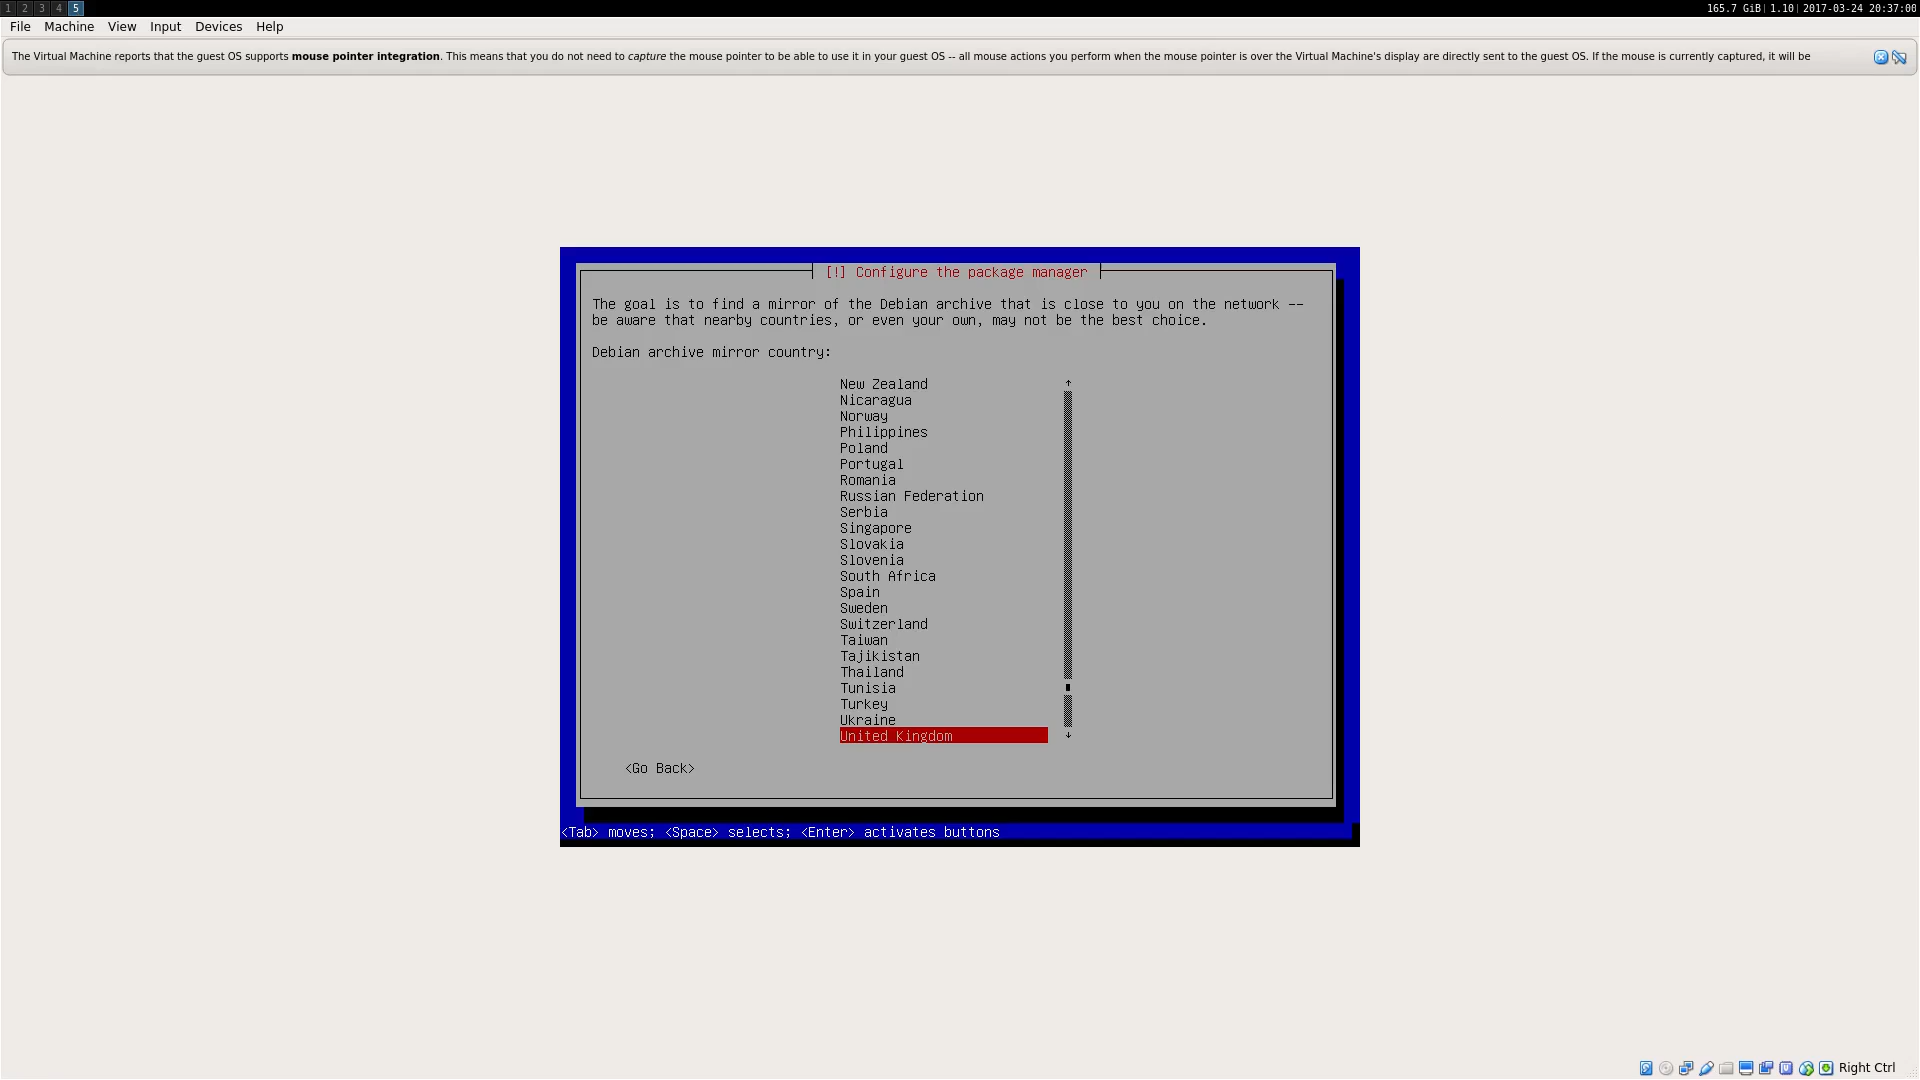 1 2 3 4 5
165.7 GiB| 1.10| 2017-03-24 20:37:00
File Machine View Input Devices Help
The Virtual Machine reports that the guest OS supports mouse pointer integration. This means that you do not need to capture the mouse pointer to be able to use it in your guest OS -- all mouse actions you perform when the mouse pointer is over the Virtual Machine's display are directly sent to the guest OS. If the mouse is currently captured, it will be
[!] Configure the package manager
The goal is to find a mirror of the Debian archive that is close to you on the network --
be aware that nearby countries, or even your own, may not be the best choice.
Debian archive mirror country:
New Zealand
Nicaragua
Norway
Philippines
Poland
Portugal
Romania
Russian Federation
Serbia
Singapore
Slovakia
Slovenia
South Africa
Spain
Sweden
Switzerland
Taiwan
Tajikistan
Thailand
Tunisia
Turkey
Ukraine
United Kingdom
<Go Back>
<Tab> moves; <Space> selects; <Enter> activates buttons
Right Ctrl